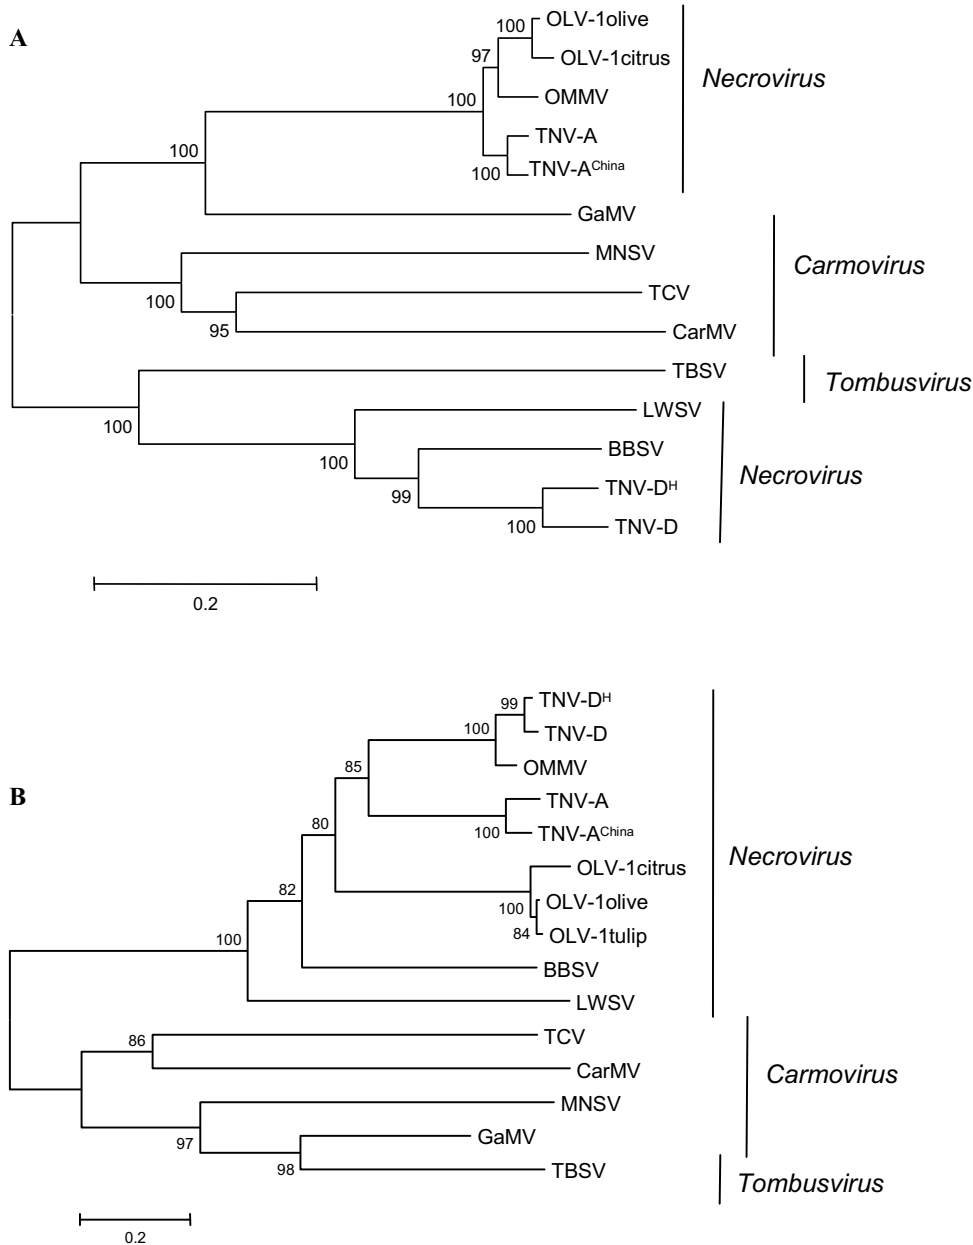 A
100
OLV-1olive
OLV-1citrus
97
OMMV
100
TNV-A
100
TNV-AChina
100
GaMV
Necrovirus
MNSV
100
TCV
95
CarMV
Carmovirus
TBSV
Tombusvirus
100
LWSV
100
BBSV
99
TNV-DH
100
TNV-D
Necrovirus
0.2
B
99
TNV-DH
TNV-D
100
OMMV
85
TNV-A
100
TNV-AChina
80
OLV-1citrus
100
OLV-1olive
84
OLV-1tulip
82
BBSV
100
LWSV
Necrovirus
86
TCV
CarMV
Carmovirus
MNSV
97
GaMV
98
TBSV
Tombusvirus
0.2